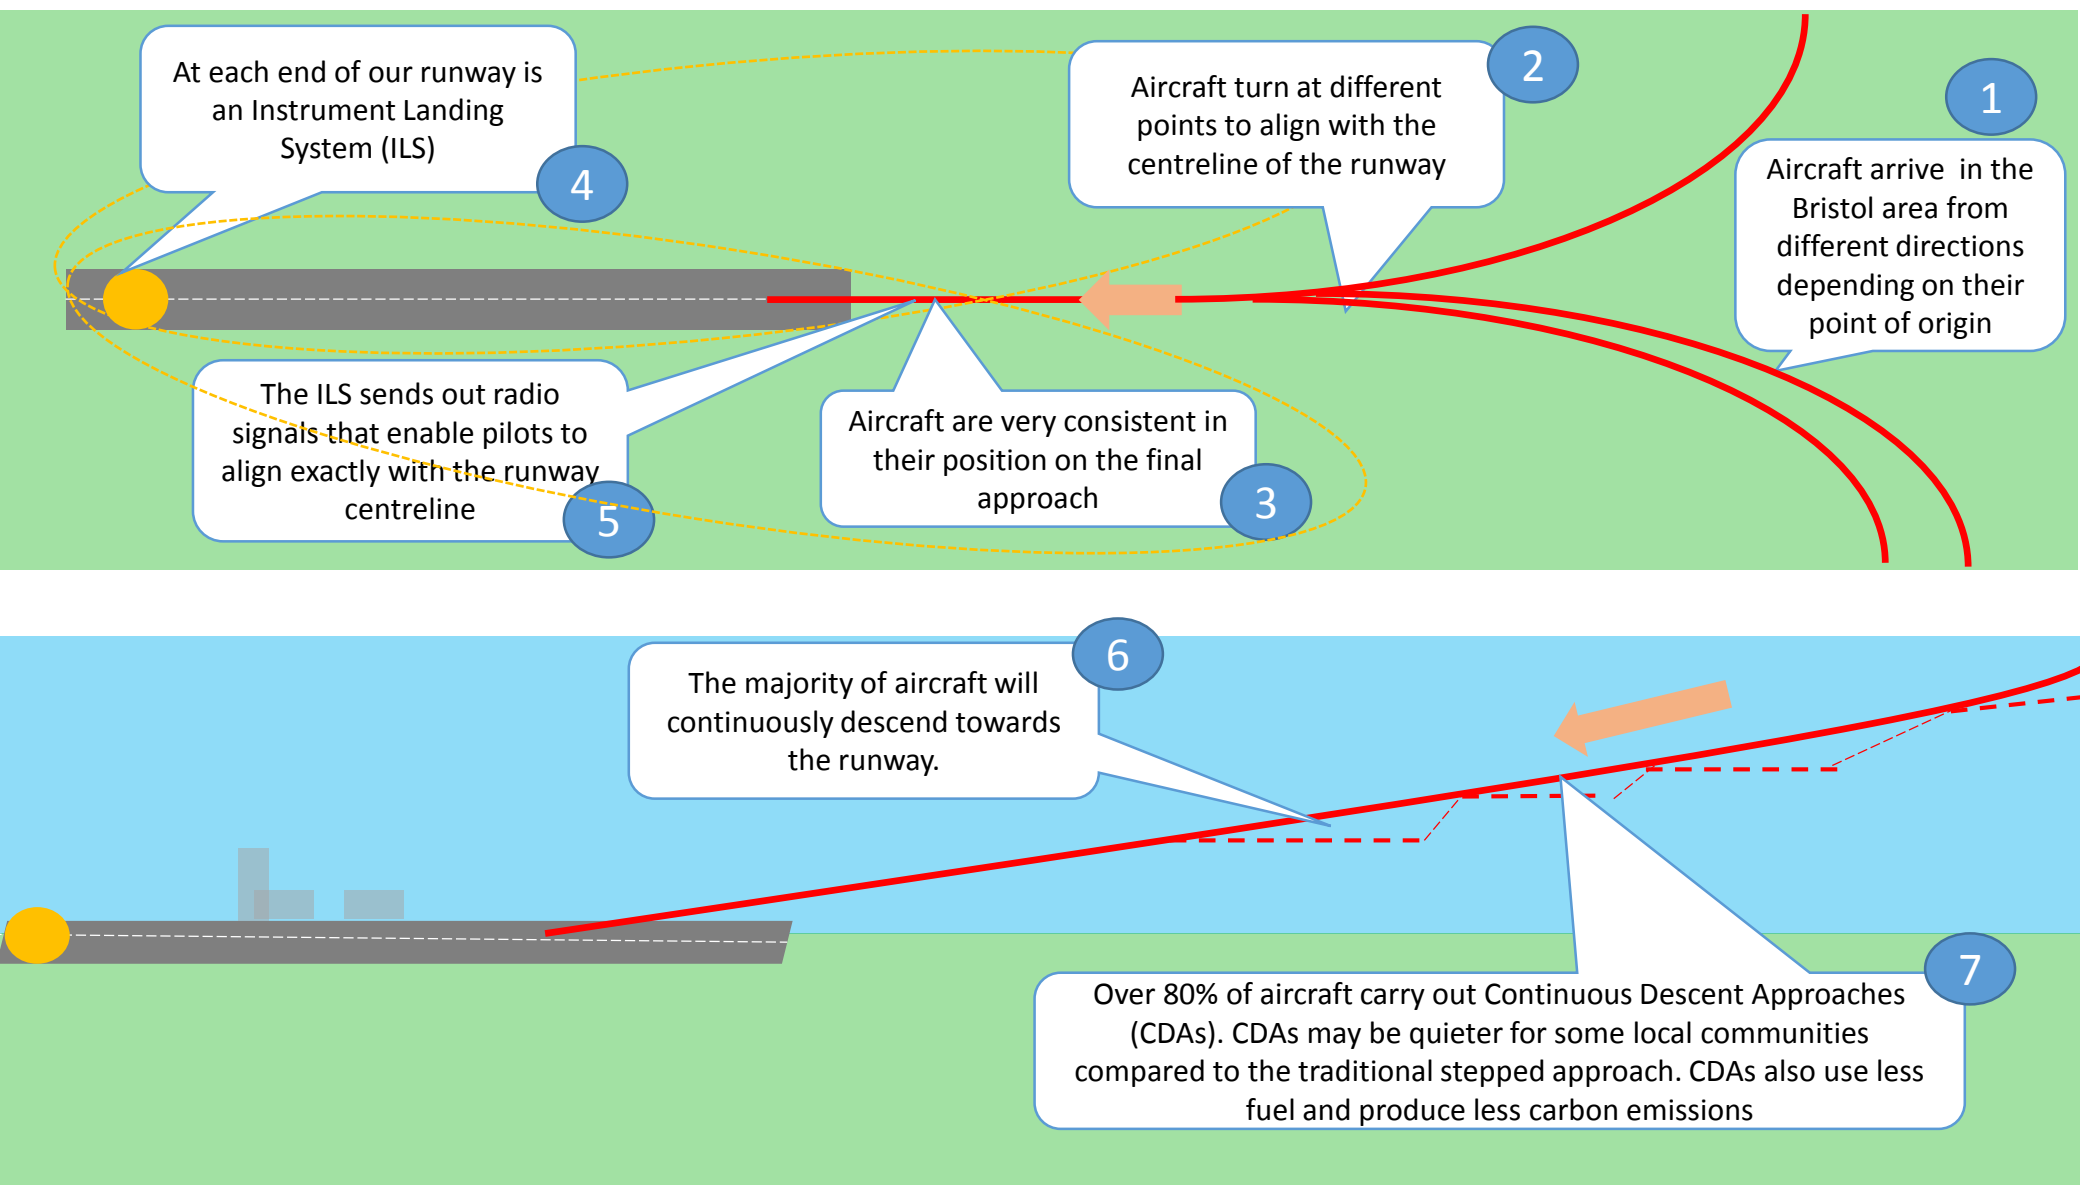 1
Aircraft arrive in the
Bristol area from
different directions
depending on their
point of origin
2
Aircraft turn at different
points to align with the
centreline of the runway
3
Aircraft are very consistent in
their position on the final
approach
4
At each end of our runway is
an Instrument Landing
System (ILS)
5
The ILS sends out radio
signals that enable pilots to
align exactly with the runway
centreline
6
The majority of aircraft will
continuously descend towards
the runway.
7
Over 80% of aircraft carry out Continuous Descent Approaches
(CDAs). CDAs may be quieter for some local communities
compared to the traditional stepped approach. CDAs also use less
fuel and produce less carbon emissions